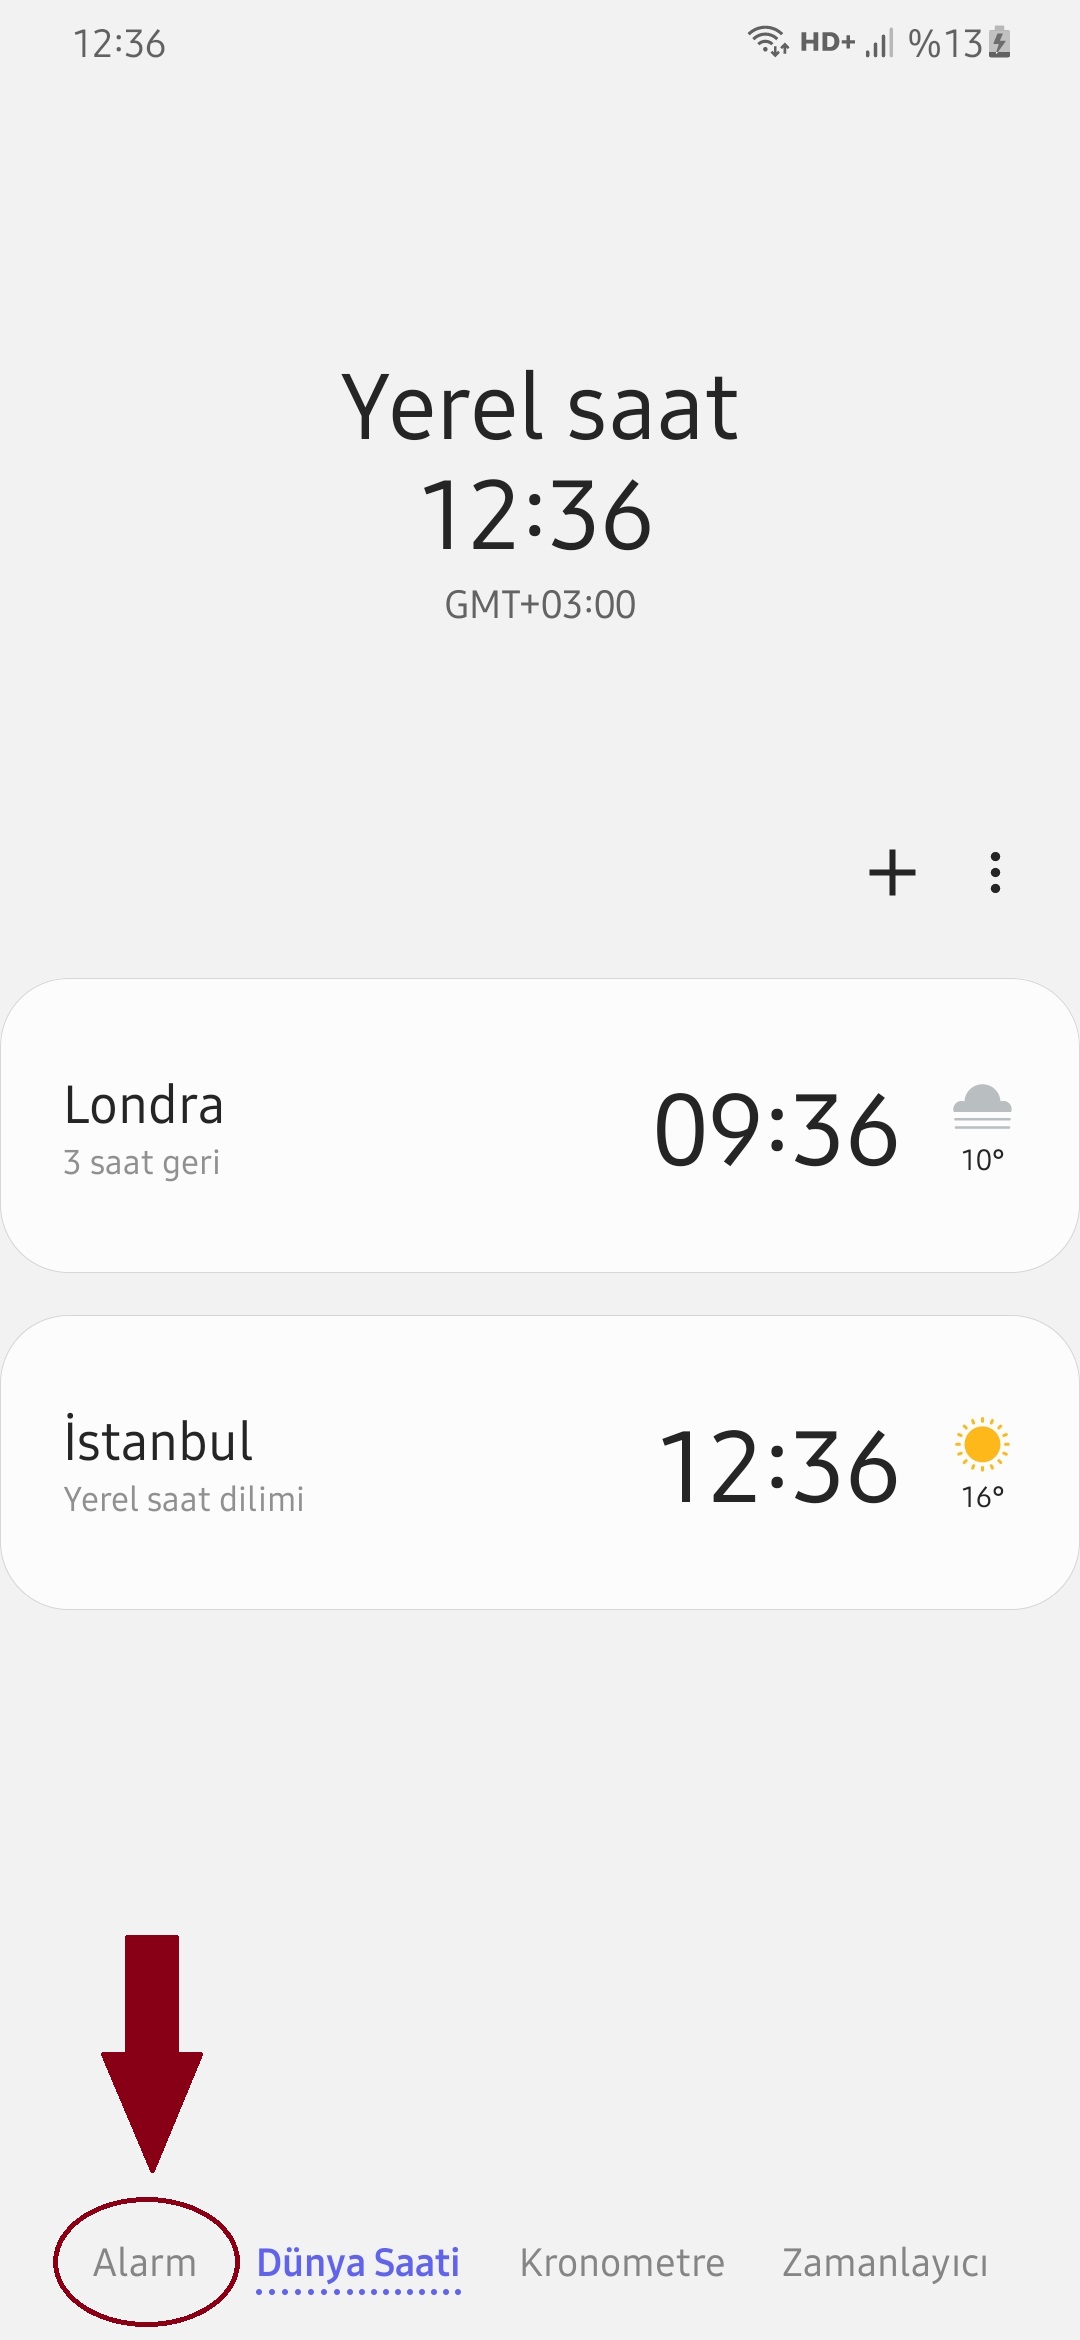 12:36 HD+ %13
Yerel saat
12:36
GMT+03:00
Londra
3 saat geri
09:36
10°
İstanbul
Yerel saat dilimi
12:36
16°
Alarm Dünya Saati Kronometre Zamanlayıcı